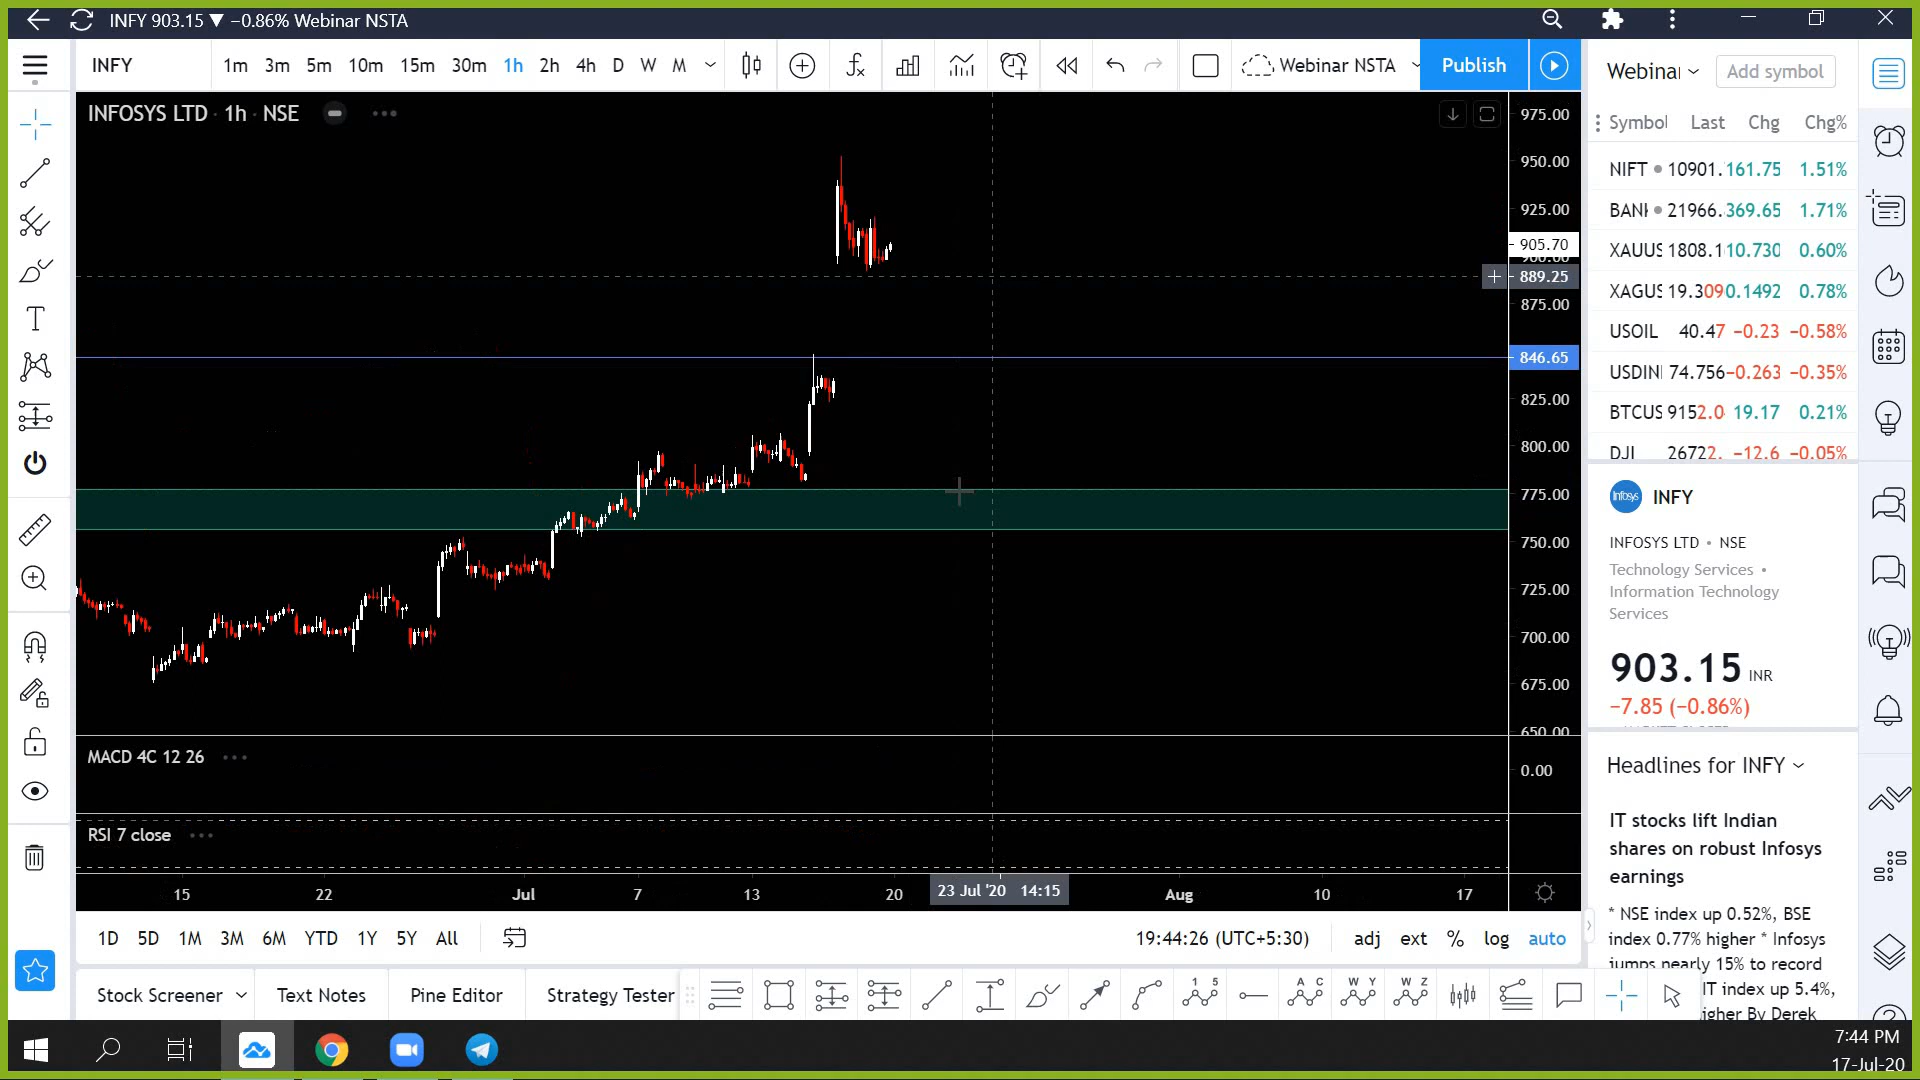 INFY 903.15 ▼ −0.86% Webinar NSTA
INFY 1m 3m 5m 10m 15m 30m 1h 2h 4h D W M Webinar NSTA Publish
Add symbol
INFOSYS LTD · 1h · NSE
Last Chg Chg%
975.00
950.00
925.00
905.70
889.25
875.00
846.65
825.00
800.00
775.00
750.00
725.00
700.00
675.00
650.00
NIFT 10901. 161.75 1.51%
BAN 21966. 369.65 1.71%
XAUUS 1808.1 10.730 0.60%
XAGUS 19.309 0.1492 0.78%
USOIL 40.47 −0.23 −0.58%
USDIN 74.756 −0.263 −0.35%
BTCUS 9152.0 19.17 0.21%
DJI 26722. −12.6 −0.05%
INFY
INFOSYS LTD • NSE
Technology Services •
Information Technology
Services
903.15 INR
−7.85 (−0.86%)
MACD 4C 12 26
0.00
RSI 7 close
15 22 Jul 7 13 20 23 Jul '20 14:15 Aug 10 17
Headlines for INFY
IT stocks lift Indian
shares on robust Infosys
earnings
* NSE index up 0.52%, BSE
index 0.77% higher * Infosys
jumps nearly 15% to record
IT index up 5.4%,
igher By Derek
1D 5D 1M 3M 6M YTD 1Y 5Y All
19:44:26 (UTC+5:30) adj ext % log auto
Stock Screener Text Notes Pine Editor Strategy Tester
7:44 PM
17-Jul-20